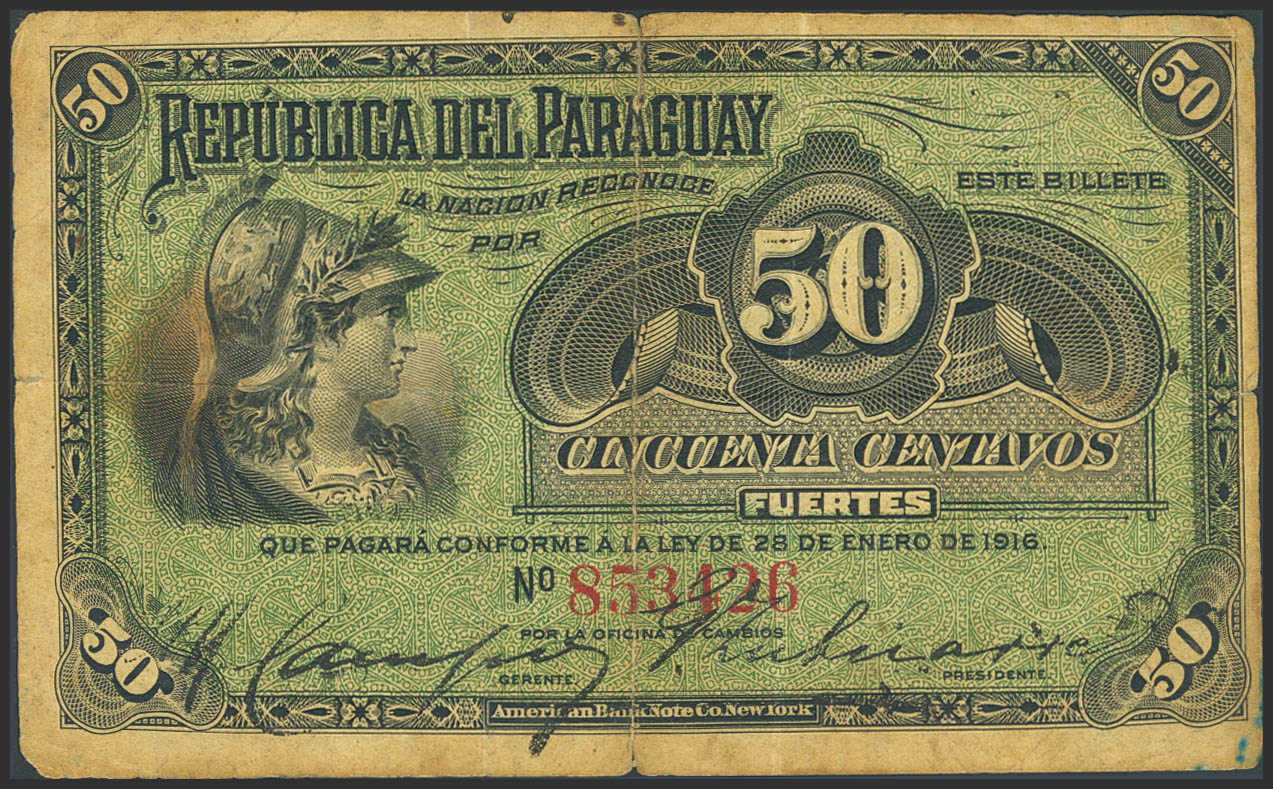 50
50
REPÚBLICA DEL PARAGUAY
LA NACION RECONOCE
ESTE BILLETE
POR
50
CINCUENTA CENTAVOS
FUERTES
QUE PAGARÁ CONFORME Á LA LEY DE 28 DE ENERO DE 1916.
Nº 853426
POR LA OFICINA DE CAMBIOS
GERENTE.
PRESIDENTE.
50
50
American Bank Note Co. New York